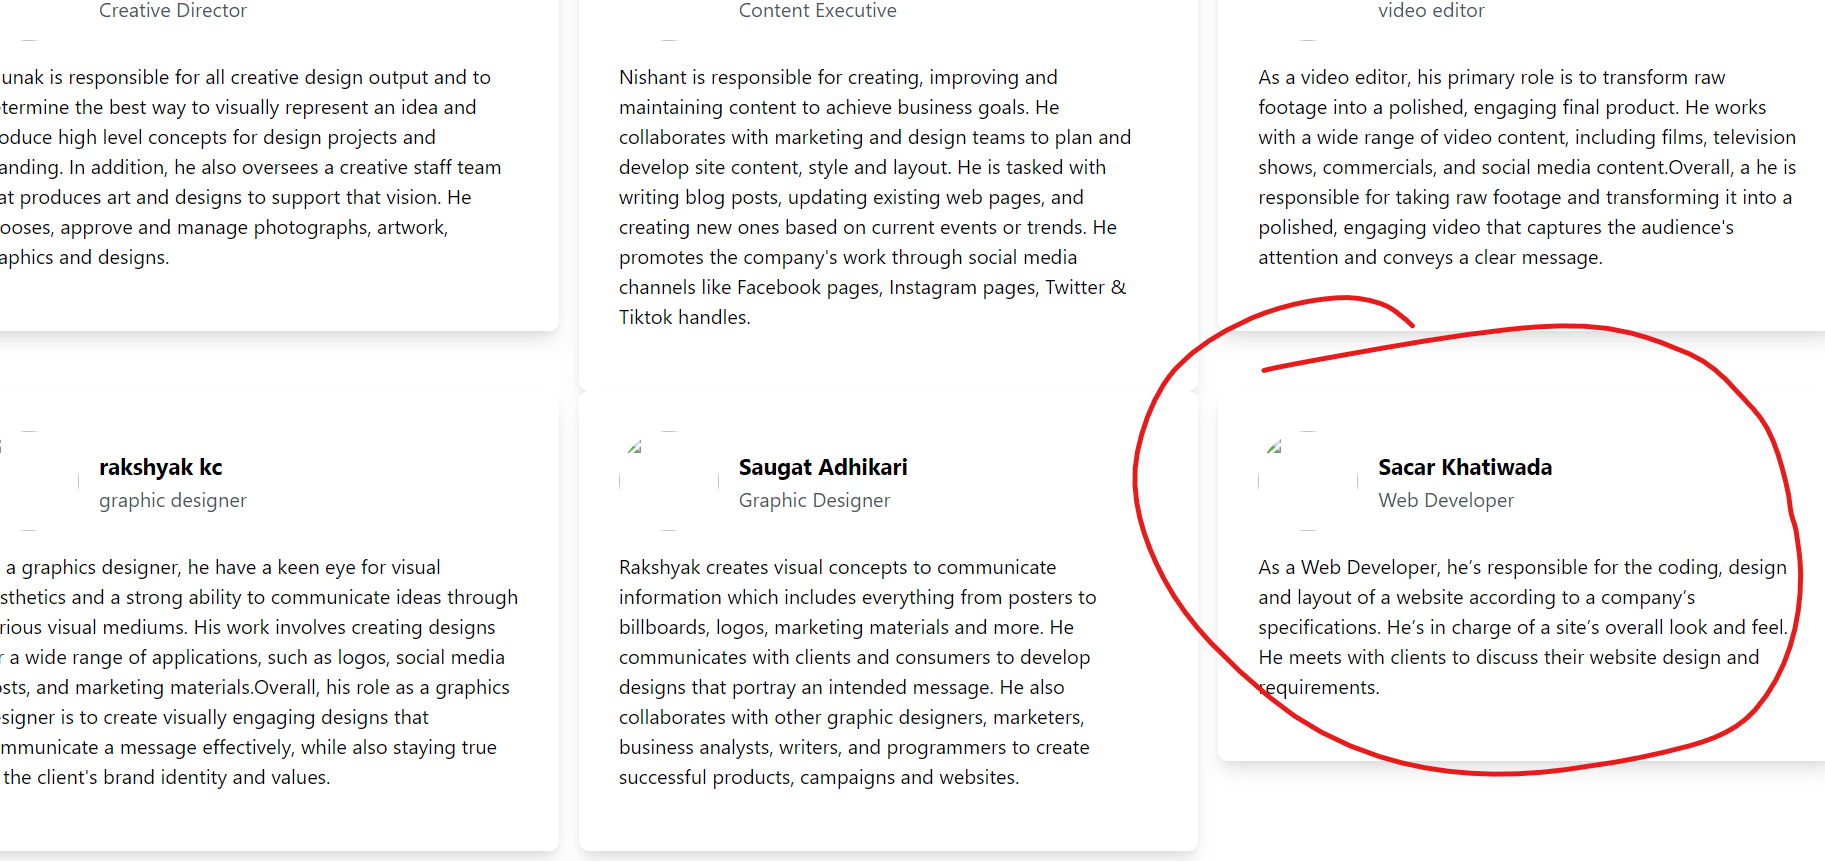 Creative Director
unak is responsible for all creative design output and to
termine the best way to visually represent an idea and
oduce high level concepts for design projects and
anding. In addition, he also oversees a creative staff team
at produces art and designs to support that vision. He
ooses, approve and manage photographs, artwork,
aphics and designs.
Content Executive
Nishant is responsible for creating, improving and
maintaining content to achieve business goals. He
collaborates with marketing and design teams to plan and
develop site content, style and layout. He is tasked with
writing blog posts, updating existing web pages, and
creating new ones based on current events or trends. He
promotes the company's work through social media
channels like Facebook pages, Instagram pages, Twitter &
Tiktok handles.
video editor
As a video editor, his primary role is to transform raw
footage into a polished, engaging final product. He works
with a wide range of video content, including films, television
shows, commercials, and social media content.Overall, a he is
responsible for taking raw footage and transforming it into a
polished, engaging video that captures the audience's
attention and conveys a clear message.
rakshyak kc
graphic designer
a graphics designer, he have a keen eye for visual
sthetics and a strong ability to communicate ideas through
rious visual mediums. His work involves creating designs
r a wide range of applications, such as logos, social media
sts, and marketing materials.Overall, his role as a graphics
signer is to create visually engaging designs that
mmunicate a message effectively, while also staying true
the client's brand identity and values.
Saugat Adhikari
Graphic Designer
Rakshyak creates visual concepts to communicate
information which includes everything from posters to
billboards, logos, marketing materials and more. He
communicates with clients and consumers to develop
designs that portray an intended message. He also
collaborates with other graphic designers, marketers,
business analysts, writers, and programmers to create
successful products, campaigns and websites.
Sacar Khatiwada
Web Developer
As a Web Developer, he’s responsible for the coding, design
and layout of a website according to a company’s
specifications. He’s in charge of a site’s overall look and feel.
He meets with clients to discuss their website design and
requirements.